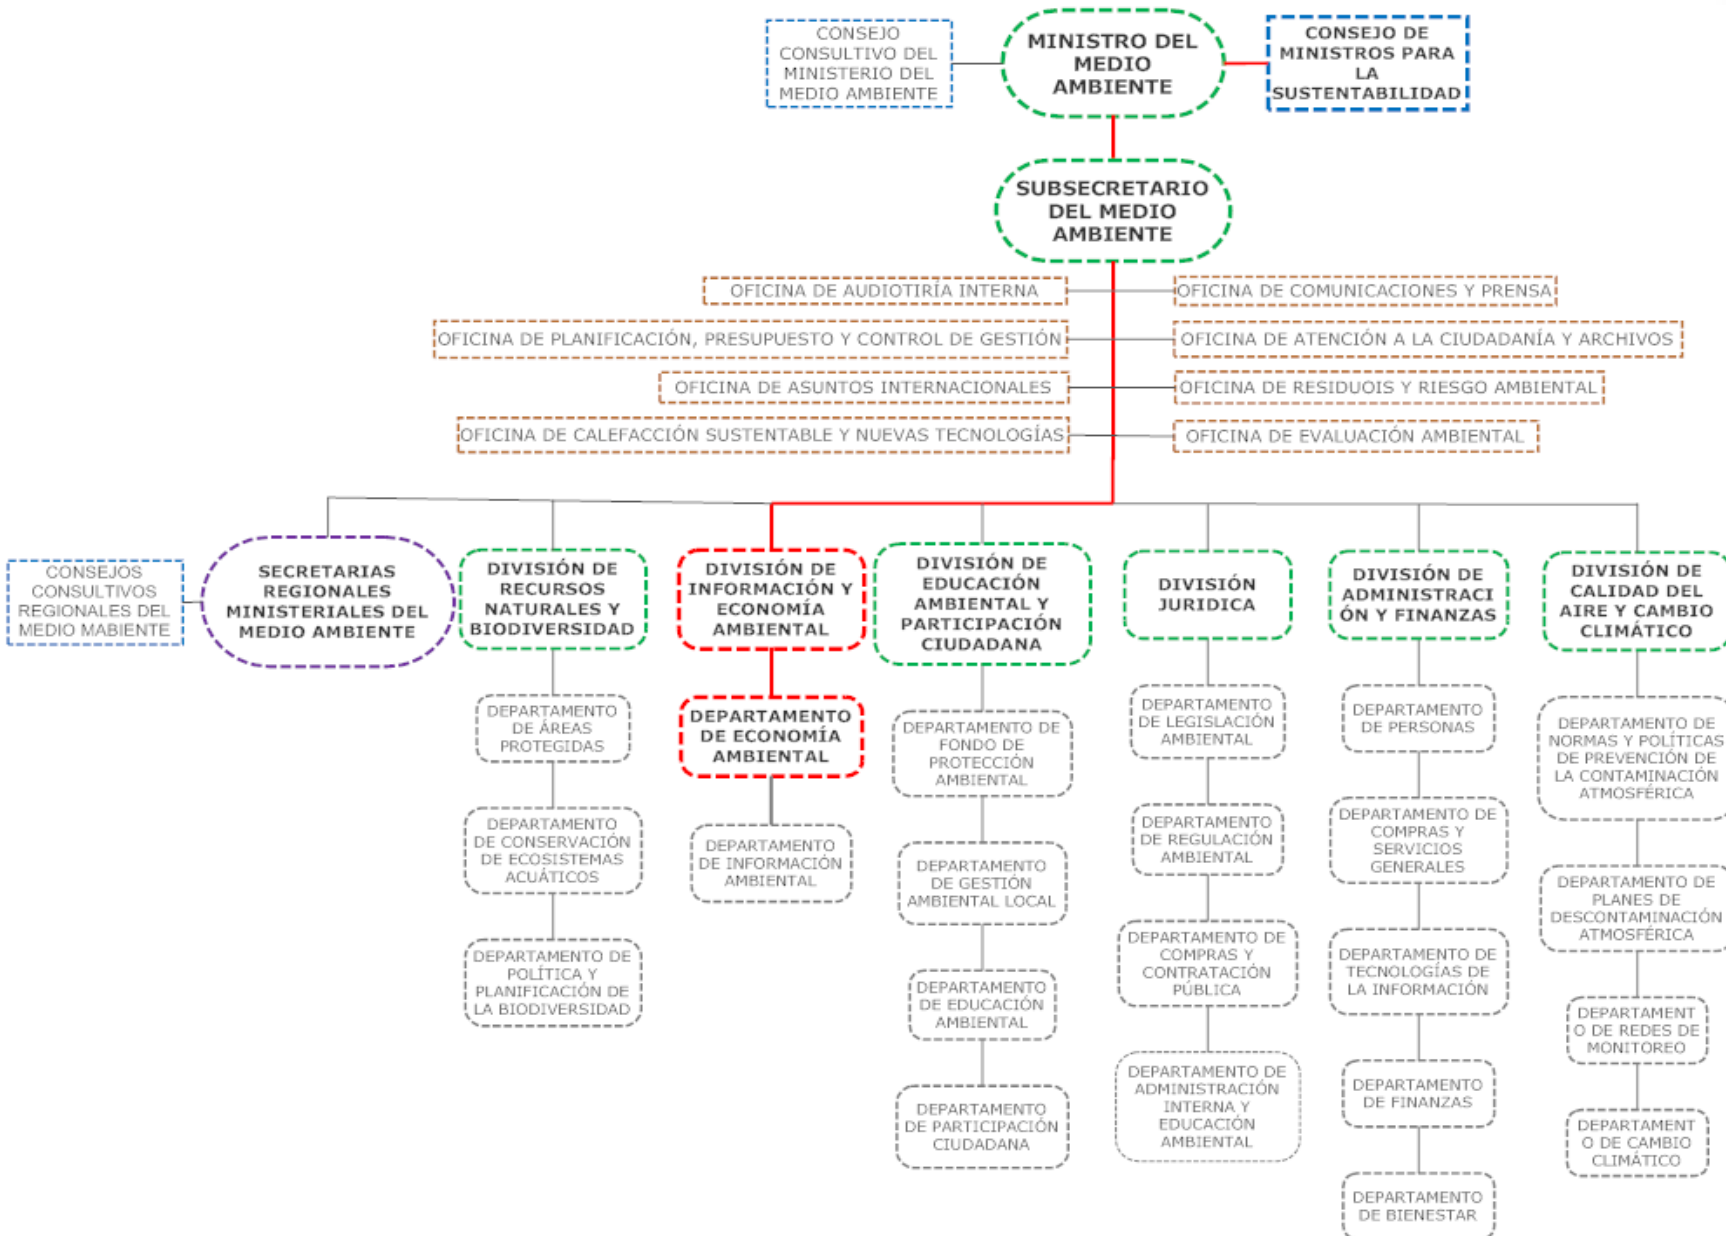 CONSEJO
CONSULTIVO DEL
MINISTERIO DEL
MEDIO AMBIENTE
MINISTRO DEL
MEDIO
AMBIENTE
CONSEJO DE
MINISTROS PARA
LA
SUSTENTABILIDAD
SUBSECRETARIO
DEL MEDIO
AMBIENTE
OFICINA DE AUDIOTIRÍA INTERNA
OFICINA DE COMUNICACIONES Y PRENSA
OFICINA DE PLANIFICACIÓN, PRESUPUESTO Y CONTROL DE GESTIÓN
OFICINA DE ATENCIÓN A LA CIUDADANÍA Y ARCHIVOS
OFICINA DE ASUNTOS INTERNACIONALES
OFICINA DE RESIDUOIS Y RIESGO AMBIENTAL
OFICINA DE CALEFACCIÓN SUSTENTABLE Y NUEVAS TECNOLOGÍAS
OFICINA DE EVALUACIÓN AMBIENTAL
CONSEJOS
CONSULTIVOS
REGIONALES DEL
MEDIO MABIENTE
SECRETARIAS
REGIONALES
MINISTERIALES DEL
MEDIO AMBIENTE
DIVISIÓN DE
RECURSOS
NATURALES Y
BIODIVERSIDAD
DEPARTAMENTO
DE ÁREAS
PROTEGIDAS
DEPARTAMENTO
DE CONSERVACIÓN
DE ECOSISTEMAS
ACUÁTICOS
DEPARTAMENTO DE
POLÍTICA Y
PLANIFICACIÓN DE
LA BIODIVERSIDAD
DIVISIÓN DE
INFORMACIÓN Y
ECONOMÍA
AMBIENTAL
DEPARTAMENTO
DE ECONOMÍA
AMBIENTAL
DEPARTAMENTO
DE INFORMACIÓN
AMBIENTAL
DIVISIÓN DE
EDUCACIÓN
AMBIENTAL Y
PARTICIPACIÓN
CIUDADANA
DEPARTAMENTO DE
FONDO DE
PROTECCIÓN
AMBIENTAL
DEPARTAMENTO
DE GESTIÓN
AMBIENTAL LOCAL
DEPARTAMENTO
DE EDUCACIÓN
AMBIENTAL
DEPARTAMENTO
DE PARTICIPACIÓN
CIUDADANA
DIVISIÓN
JURIDICA
DEPARTAMENTO
DE LEGISLACIÓN
AMBIENTAL
DEPARTAMENTO
DE REGULACIÓN
AMBIENTAL
DEPARTAMENTO DE
COMPRAS Y
CONTRATACIÓN
PÚBLICA
DEPARTAMENTO DE
ADMINISTRACIÓN
INTERNA Y
EDUCACIÓN
AMBIENTAL
DIVISIÓN DE
ADMINISTRACI
ÓN Y FINANZAS
DEPARTAMENTO
DE PERSONAS
DEPARTAMENTO DE
COMPRAS Y
SERVICIOS
GENERALES
DEPARTAMENTO DE
TECNOLOGÍAS DE
LA INFORMACIÓN
DEPARTAMENTO
DE FINANZAS
DEPARTAMENTO
DE BIENESTAR
DIVISIÓN DE
CALIDAD DEL
AIRE Y CAMBIO
CLIMÁTICO
DEPARTAMENTO DE
NORMAS Y POLÍTICAS
DE PREVENCIÓN DE
LA CONTAMINACIÓN
ATMOSFÉRICA
DEPARTAMENTO DE
PLANES DE
DESCONTAMINACIÓN
ATMOSFÉRICA
DEPARTAMENT
O DE REDES DE
MONITOREO
DEPARTAMENT
O DE CAMBIO
CLIMÁTICO